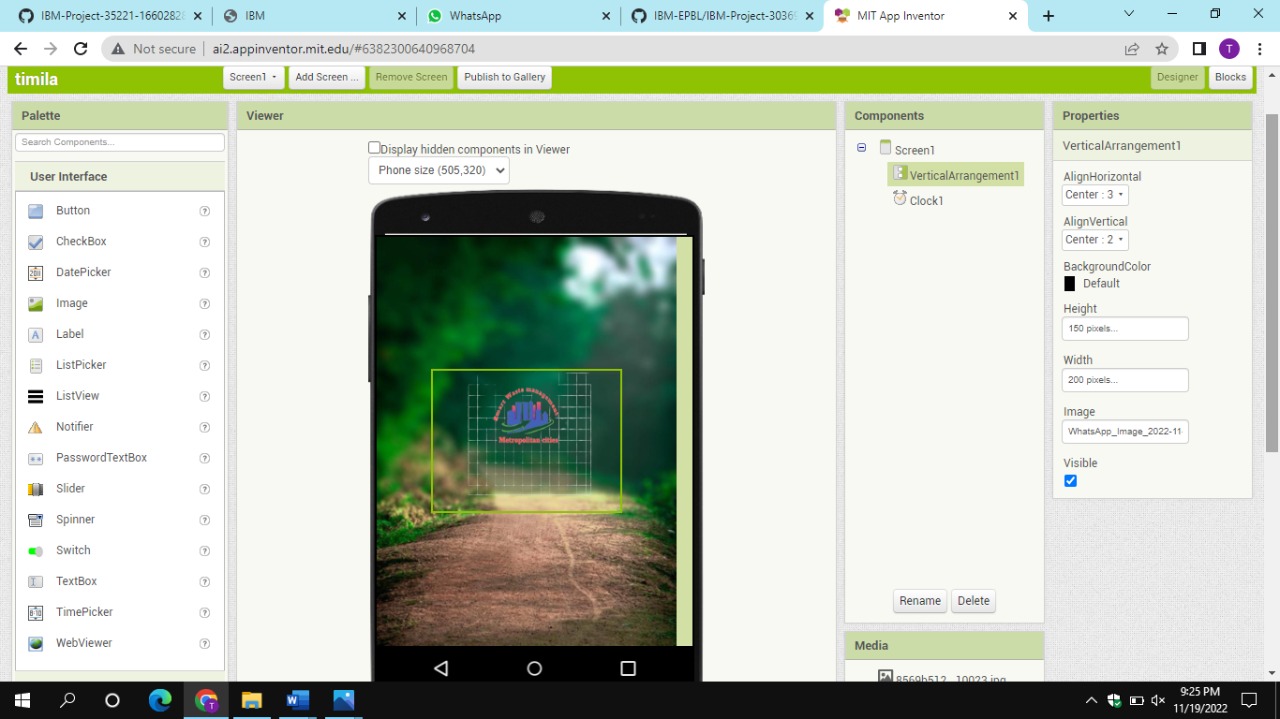 IBM-Project-35221-16602828
IBM
WhatsApp
IBM-EPBL/IBM-Project-30365
MIT App Inventor
Not secure
ai2.appinventor.mit.edu/#6382300640968704
T
timila
Screen1
Add Screen ...
Remove Screen
Publish to Gallery
Designer
Blocks
Palette
Viewer
Components
Properties
Search Components...
User Interface
Button
CheckBox
DatePicker
Image
Label
ListPicker
ListView
Notifier
PasswordTextBox
Slider
Spinner
Switch
TextBox
TimePicker
WebViewer
Display hidden components in Viewer
Phone size (505,320)
Smart Waste management
Metropolitan cities
Screen1
VerticalArrangement1
Clock1
Rename
Delete
Media
8569b512...10023.jpg
VerticalArrangement1
AlignHorizontal
Center : 3
AlignVertical
Center : 2
BackgroundColor
Default
Height
150 pixels...
Width
200 pixels...
Image
WhatsApp_Image_2022-11-
Visible
9:25 PM
11/19/2022